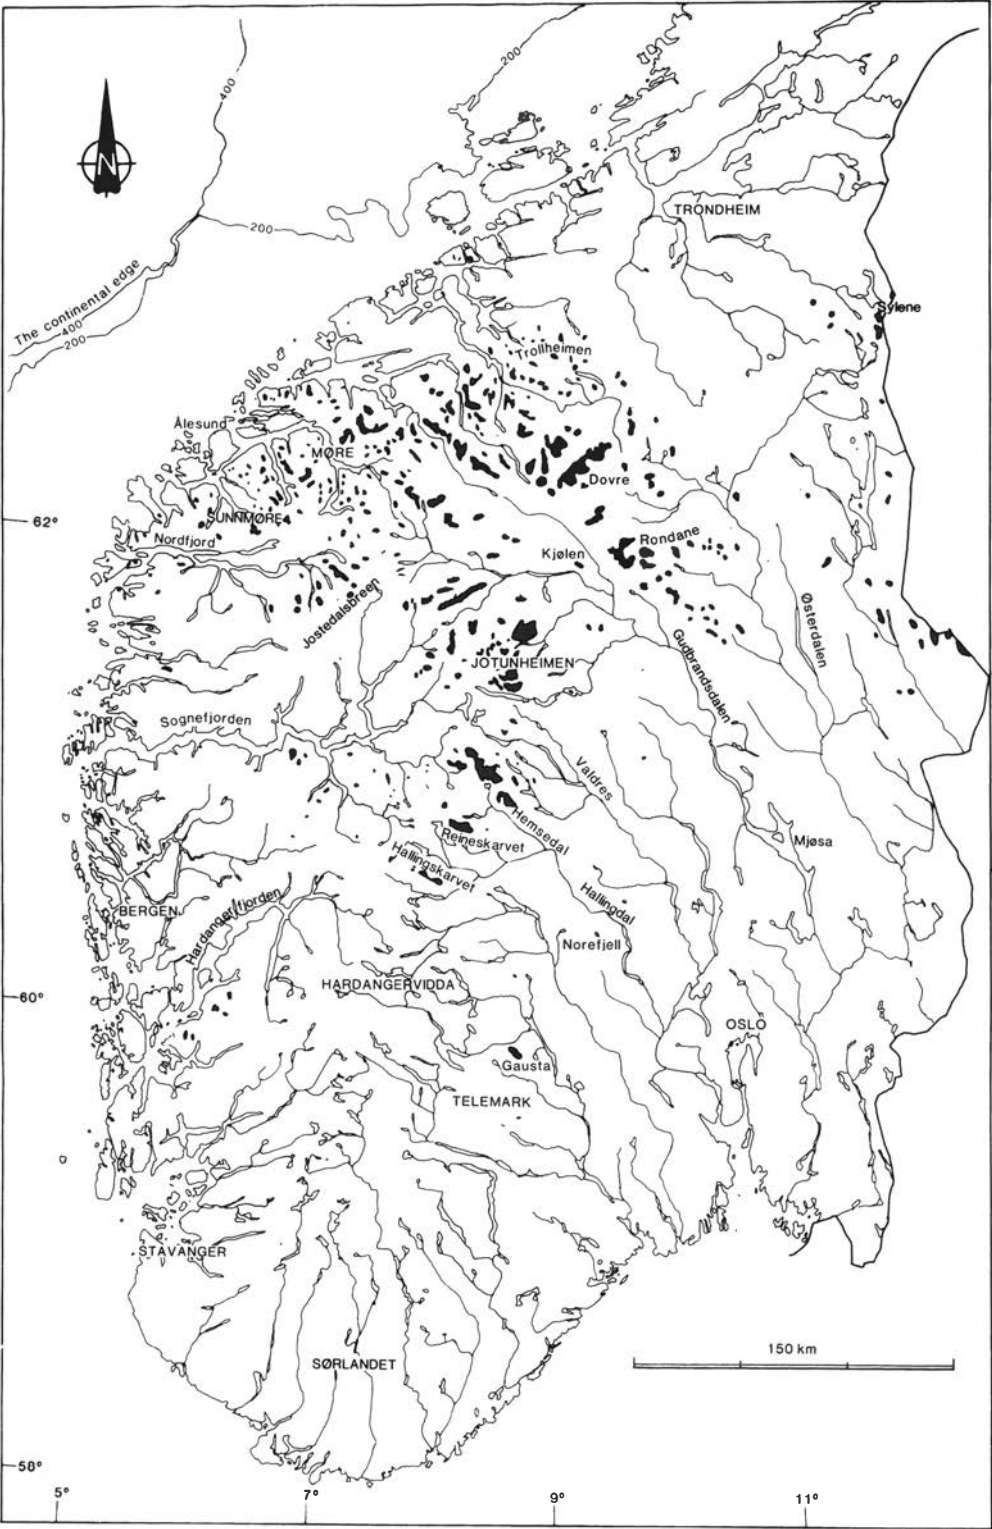 400
200
N
TRONDHEIM
200
The continental edge
400
200
Sylene
Trollheimen
Ålesund
MØRE
Dovre
62°
SUNNMØRE
Nordfjord
Kjølen
Rondane
Jostedalsbreen
Østerdalen
JOTUNHEIMEN
Gudbrandsdalen
Sognefjorden
Valdres
Hemsedal
Reineskarvet
Mjøsa
Hallingskarvet
Hallingdal
BERGEN
Hardangerfjorden
Norefjell
HARDANGERVIDDA
60°
OSLO
Gausta
TELEMARK
STAVANGER
150 km
SØRLANDET
58°
5°
7°
9°
11°